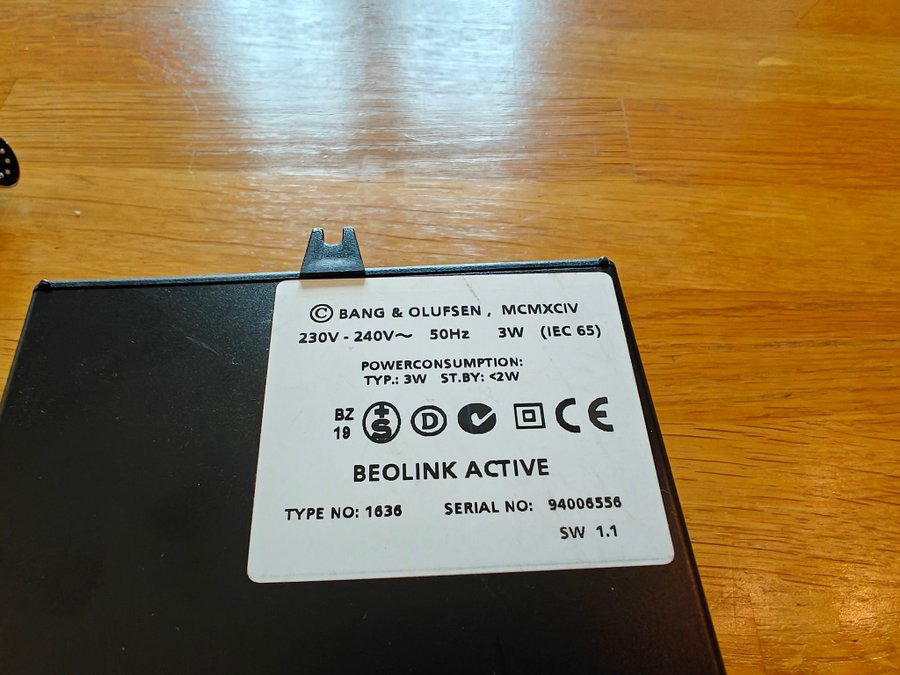 © BANG & OLUFSEN , MCMXCIV
230V - 240V～ 50Hz 3W (IEC 65)
POWERCONSUMPTION:
TYP.: 3W ST.BY: <2W
BZ
19
+S D CE
BEOLINK ACTIVE
TYPE NO: 1636 SERIAL NO: 94006556
SW 1.1